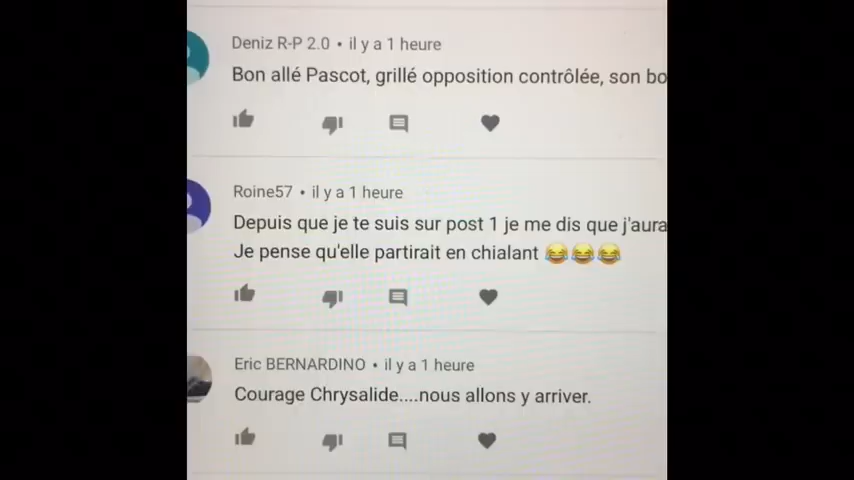 Deniz R-P 2.0 • il y a 1 heure
Bon allé Pascot, grillé opposition contrôlée, son bo
Roine57 • il y a 1 heure
Depuis que je te suis sur post 1 je me dis que j'aura
Je pense qu'elle partirait en chialant 😂😂😂
Eric BERNARDINO • il y a 1 heure
Courage Chrysalide....nous allons y arriver.